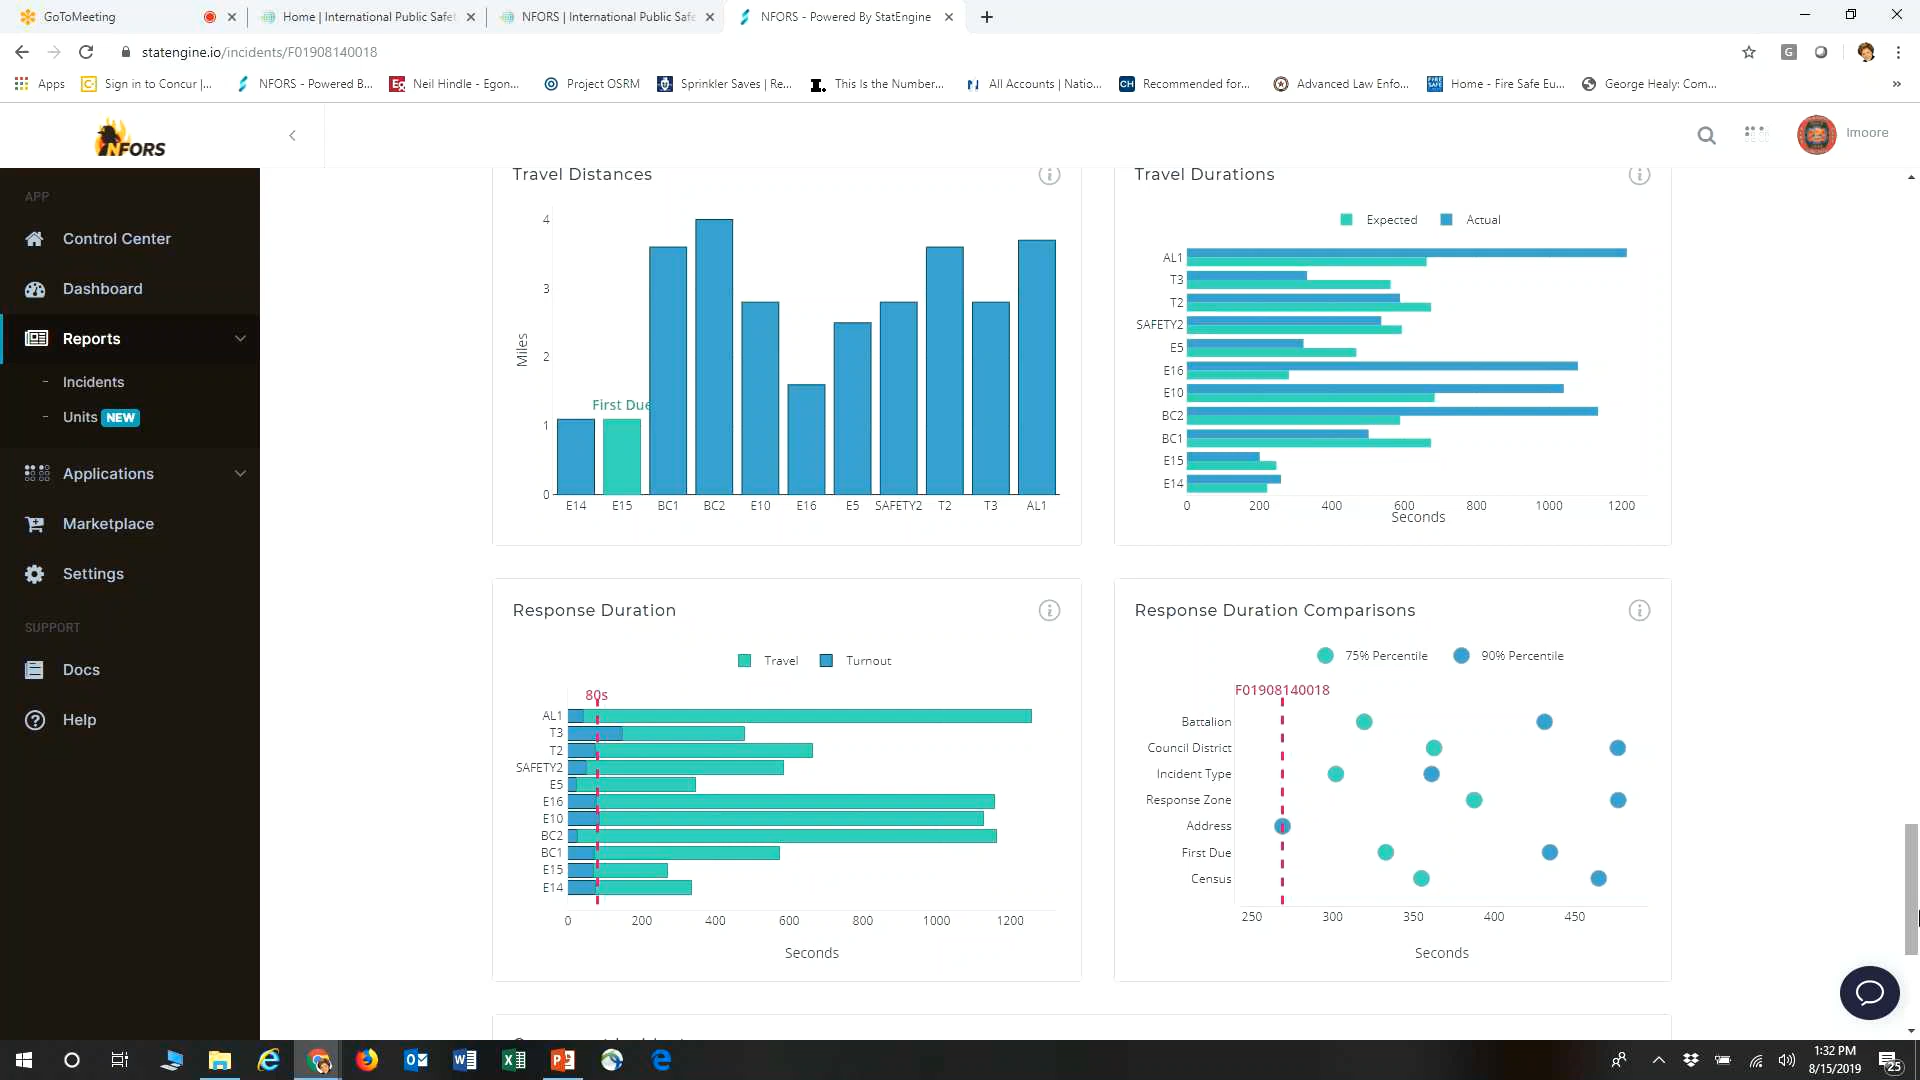 GoToMeeting
Home | International Public Safet
NFORS | International Public Safe
NFORS - Powered By StatEngine
statengine.io/incidents/F01908140018
Apps
Sign in to Concur |...
NFORS - Powered B...
Neil Hindle - Egon...
Project OSRM
Sprinkler Saves | Re...
This Is the Number...
All Accounts | Natio...
Recommended for...
Advanced Law Enfo...
Home - Fire Safe Eu...
George Healy: Com...
»
NFORS
lmoore
APP
Control Center
Dashboard
Reports
- Incidents
- Units NEW
Applications
Marketplace
Settings
SUPPORT
Docs
Help
Travel Distances
Miles
4
3
2
1
0
First Due
E14 E15 BC1 BC2 E10 E16 E5 SAFETY2 T2 T3 AL1
Travel Durations
Expected Actual
AL1
T3
T2
SAFETY2
E5
E16
E10
BC2
BC1
E15
E14
0 200 400 600 800 1000 1200
Seconds
Response Duration
Travel Turnout
80s
AL1
T3
T2
SAFETY2
E5
E16
E10
BC2
BC1
E15
E14
0 200 400 600 800 1000 1200
Seconds
Response Duration Comparisons
75% Percentile 90% Percentile
F01908140018
Battalion
Council District
Incident Type
Response Zone
Address
First Due
Census
250 300 350 400 450
Seconds
1:32 PM
8/15/2019
25